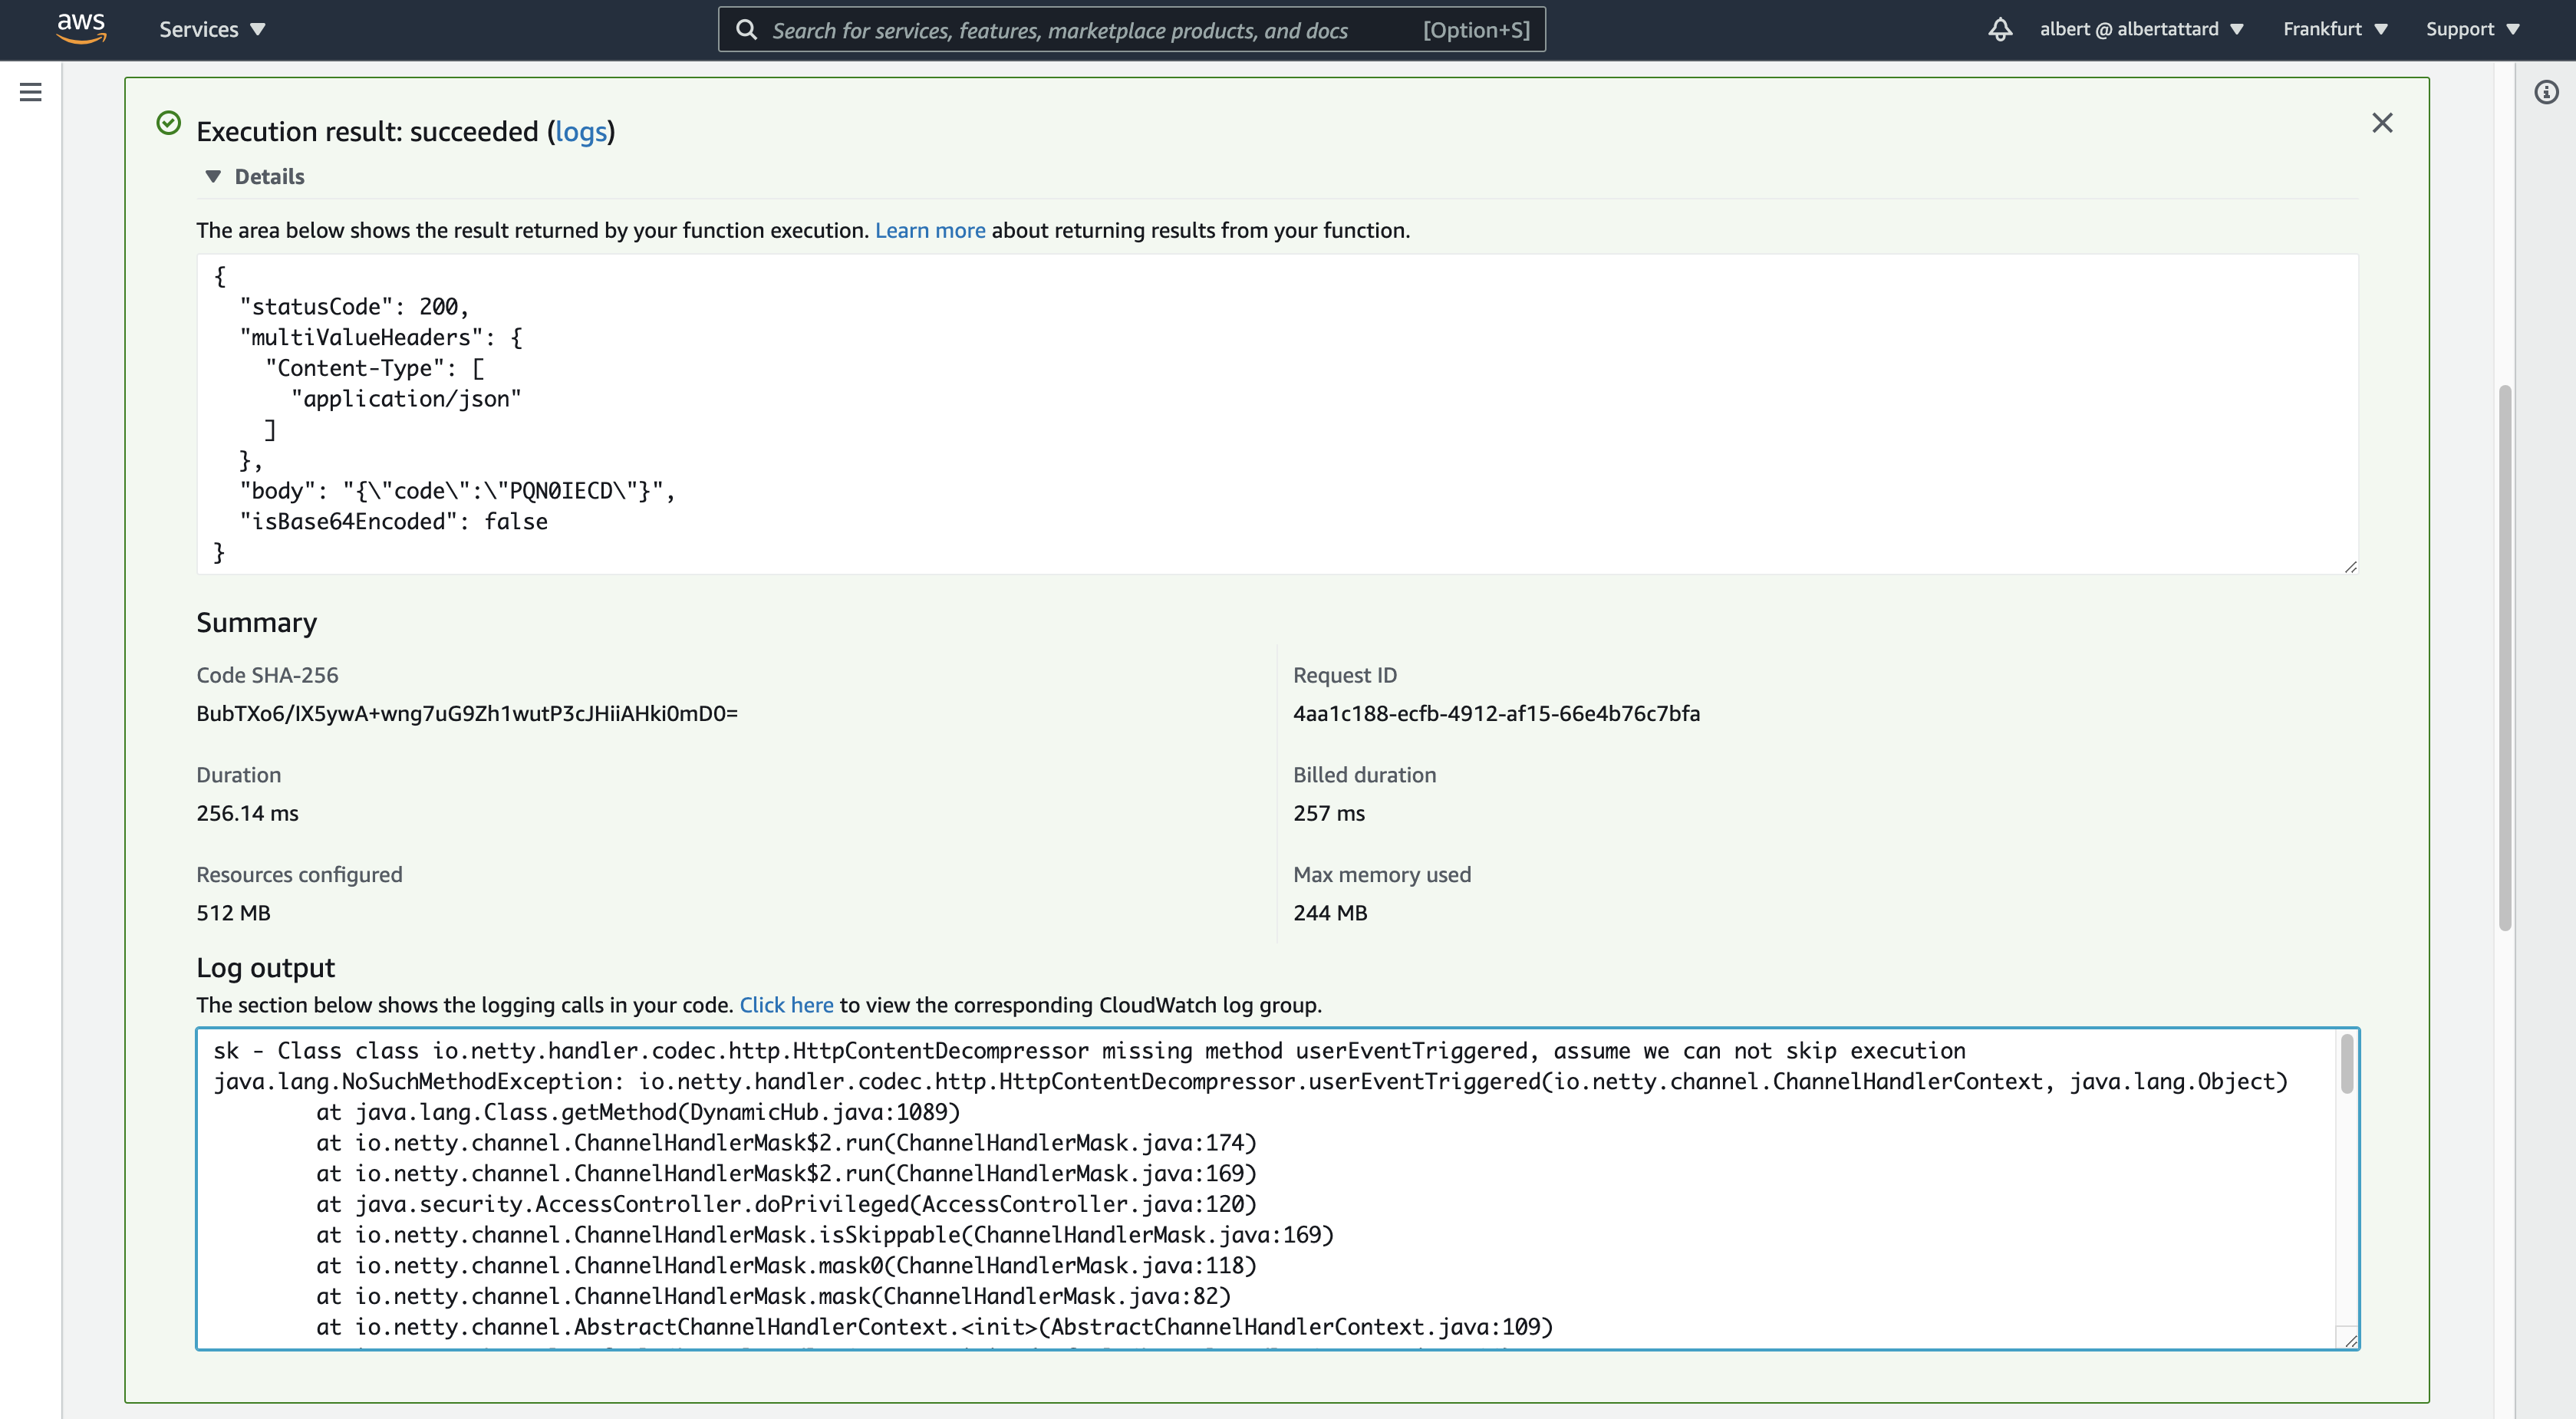 aws Services ▼ Search for services, features, marketplace products, and docs [Option+S] albert @ albertattard ▼ Frankfurt ▼ Support ▼
Execution result: succeeded (logs)
▼ Details
The area below shows the result returned by your function execution. Learn more about returning results from your function.
{
  "statusCode": 200,
  "multiValueHeaders": {
    "Content-Type": [
      "application/json"
    ]
  },
  "body": "{\"code\":\"PQN0IECD\"}",
  "isBase64Encoded": false
}
Summary
Code SHA-256
BubTXo6/IX5ywA+wng7uG9Zh1wutP3cJHiiAHki0mD0=
Request ID
4aa1c188-ecfb-4912-af15-66e4b76c7bfa
Duration
256.14 ms
Billed duration
257 ms
Resources configured
512 MB
Max memory used
244 MB
Log output
The section below shows the logging calls in your code. Click here to view the corresponding CloudWatch log group.
sk - Class class io.netty.handler.codec.http.HttpContentDecompressor missing method userEventTriggered, assume we can not skip execution
java.lang.NoSuchMethodException: io.netty.handler.codec.http.HttpContentDecompressor.userEventTriggered(io.netty.channel.ChannelHandlerContext, java.lang.Object)
        at java.lang.Class.getMethod(DynamicHub.java:1089)
        at io.netty.channel.ChannelHandlerMask$2.run(ChannelHandlerMask.java:174)
        at io.netty.channel.ChannelHandlerMask$2.run(ChannelHandlerMask.java:169)
        at java.security.AccessController.doPrivileged(AccessController.java:120)
        at io.netty.channel.ChannelHandlerMask.isSkippable(ChannelHandlerMask.java:169)
        at io.netty.channel.ChannelHandlerMask.mask0(ChannelHandlerMask.java:118)
        at io.netty.channel.ChannelHandlerMask.mask(ChannelHandlerMask.java:82)
        at io.netty.channel.AbstractChannelHandlerContext.<init>(AbstractChannelHandlerContext.java:109)